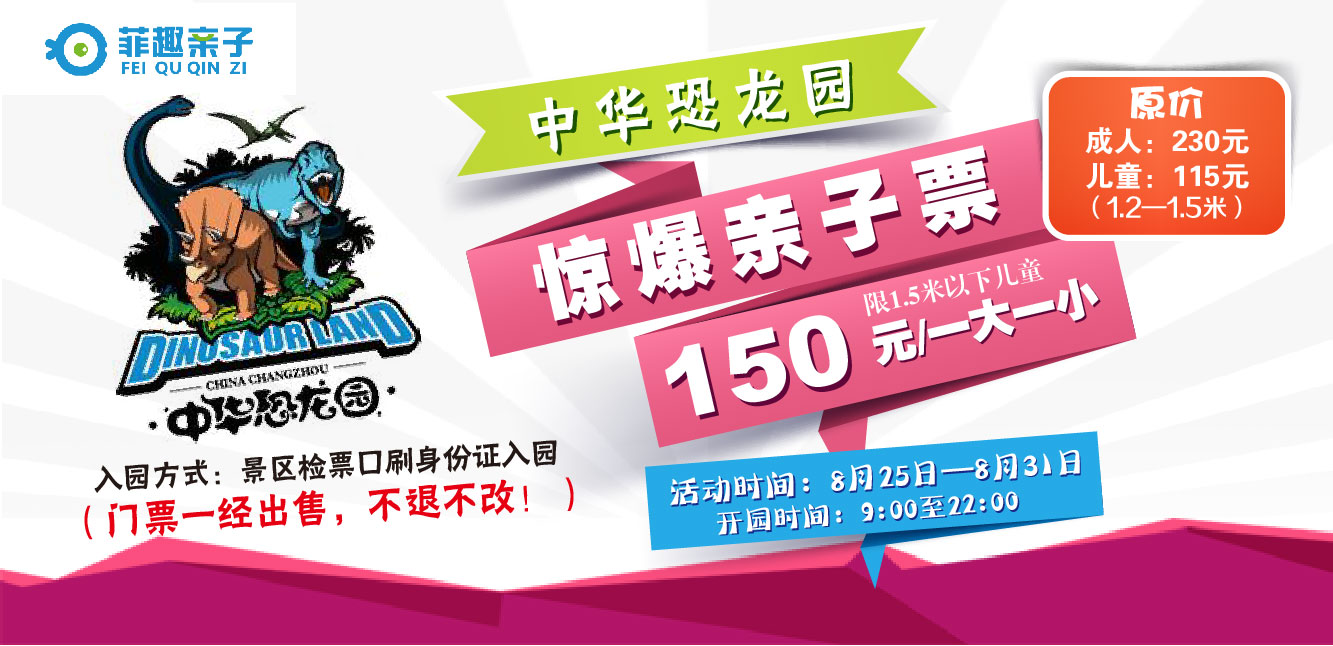 菲趣亲子
FEI QU QIN ZI
中华恐龙园
惊爆亲子票
限1.5米以下儿童
150元/一大一小
原价
成人：230元
儿童：115元
（1.2—1.5米）
DINOSAUR LAND
CHINA CHANGZHOU
中华恐龙园
入园方式：景区检票口刷身份证入园
（门票一经出售，不退不改！）
活动时间：8月25日—8月31日
开园时间：9:00至22:00